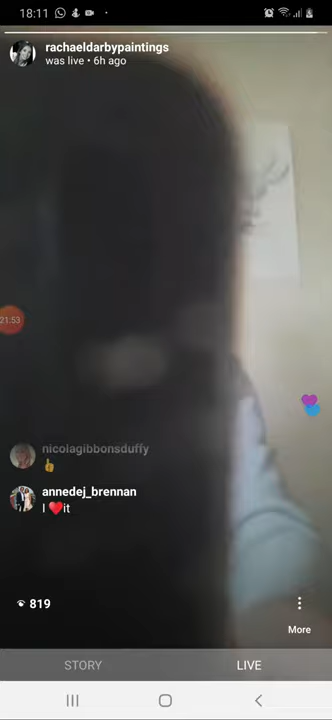 18:11
rachaeldarbypaintings
was live • 6h ago
21:53
nicolagibbonsduffy
👍
annedej_brennan
I ❤️it
819
More
STORY
LIVE